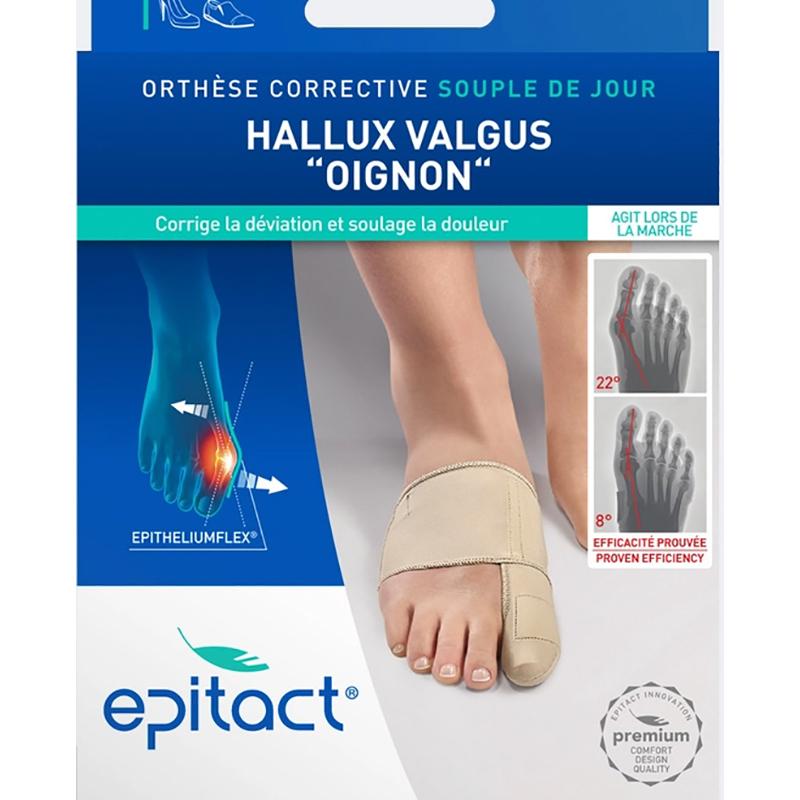 ORTHÈSE CORRECTIVE SOUPLE DE JOUR
HALLUX VALGUS
"OIGNON"
Corrige la déviation et soulage la douleur
AGIT LORS DE
LA MARCHE
22°
8°
EFFICACITÉ PROUVÉE
PROVEN EFFICIENCY
EPITHELIUMFLEX®
epitact®
EPITACT INNOVATION
premium
COMFORT
DESIGN
QUALITY